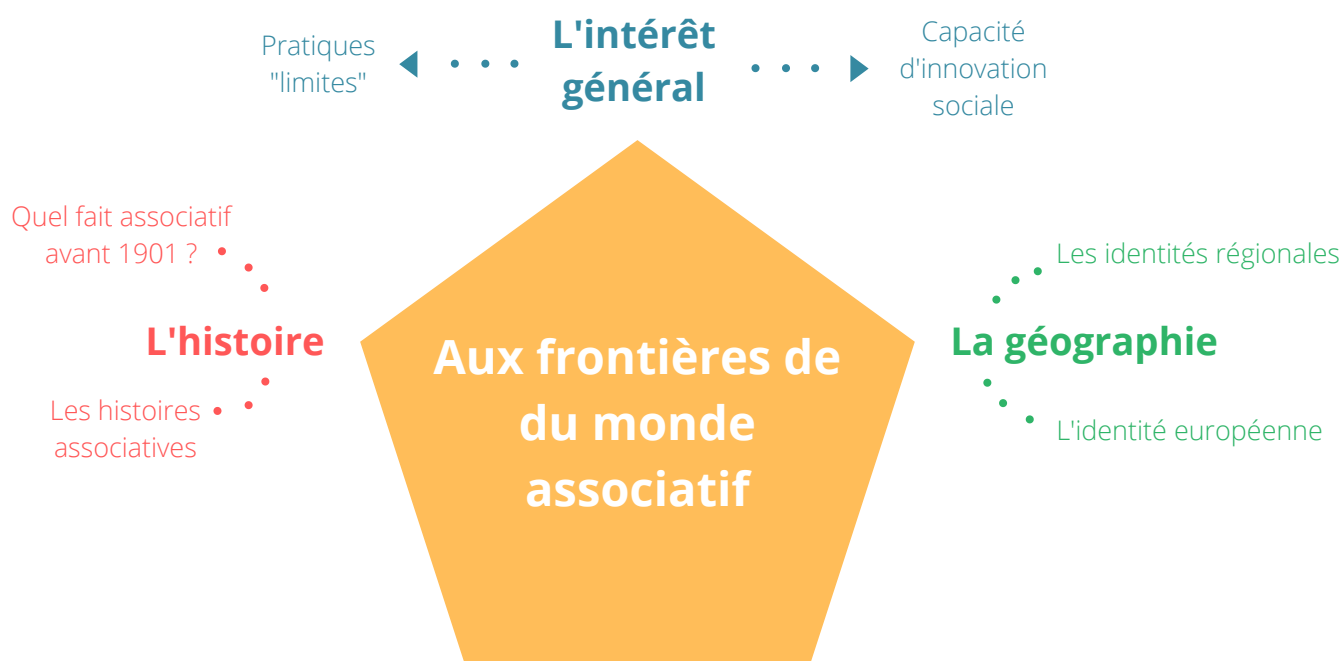 Pratiques
"limites"
L'intérêt
général
Capacité
d'innovation
sociale
Quel fait associatif
avant 1901 ?
L'histoire
Les histoires
associatives
Aux frontières de
du monde
associatif
Les identités régionales
La géographie
L'identité européenne